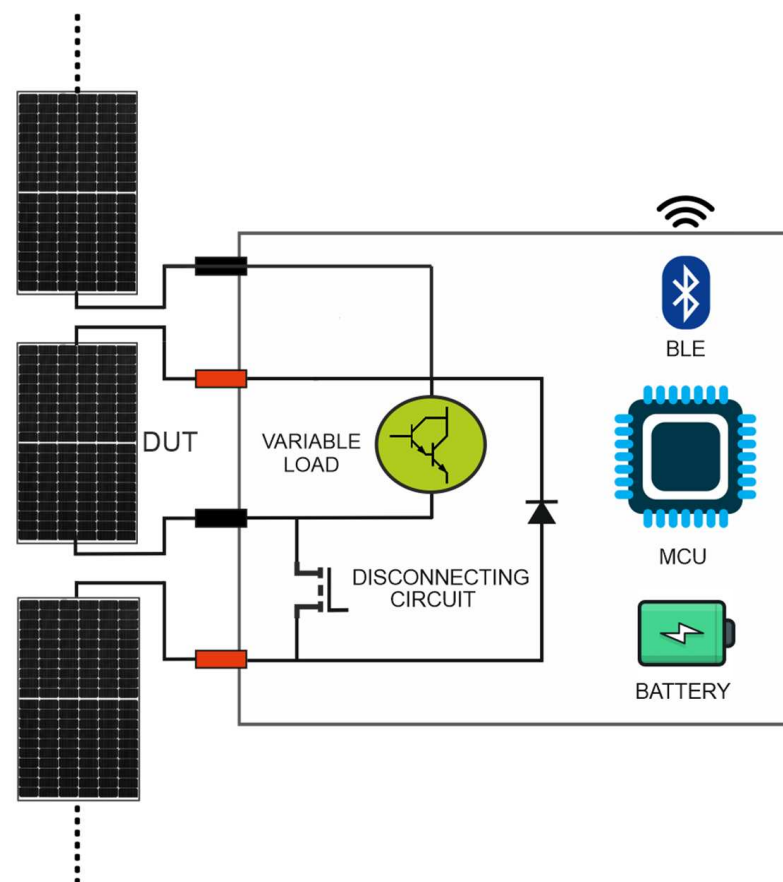 BLE
DUT
VARIABLE
LOAD
MCU
DISCONNECTING
CIRCUIT
BATTERY